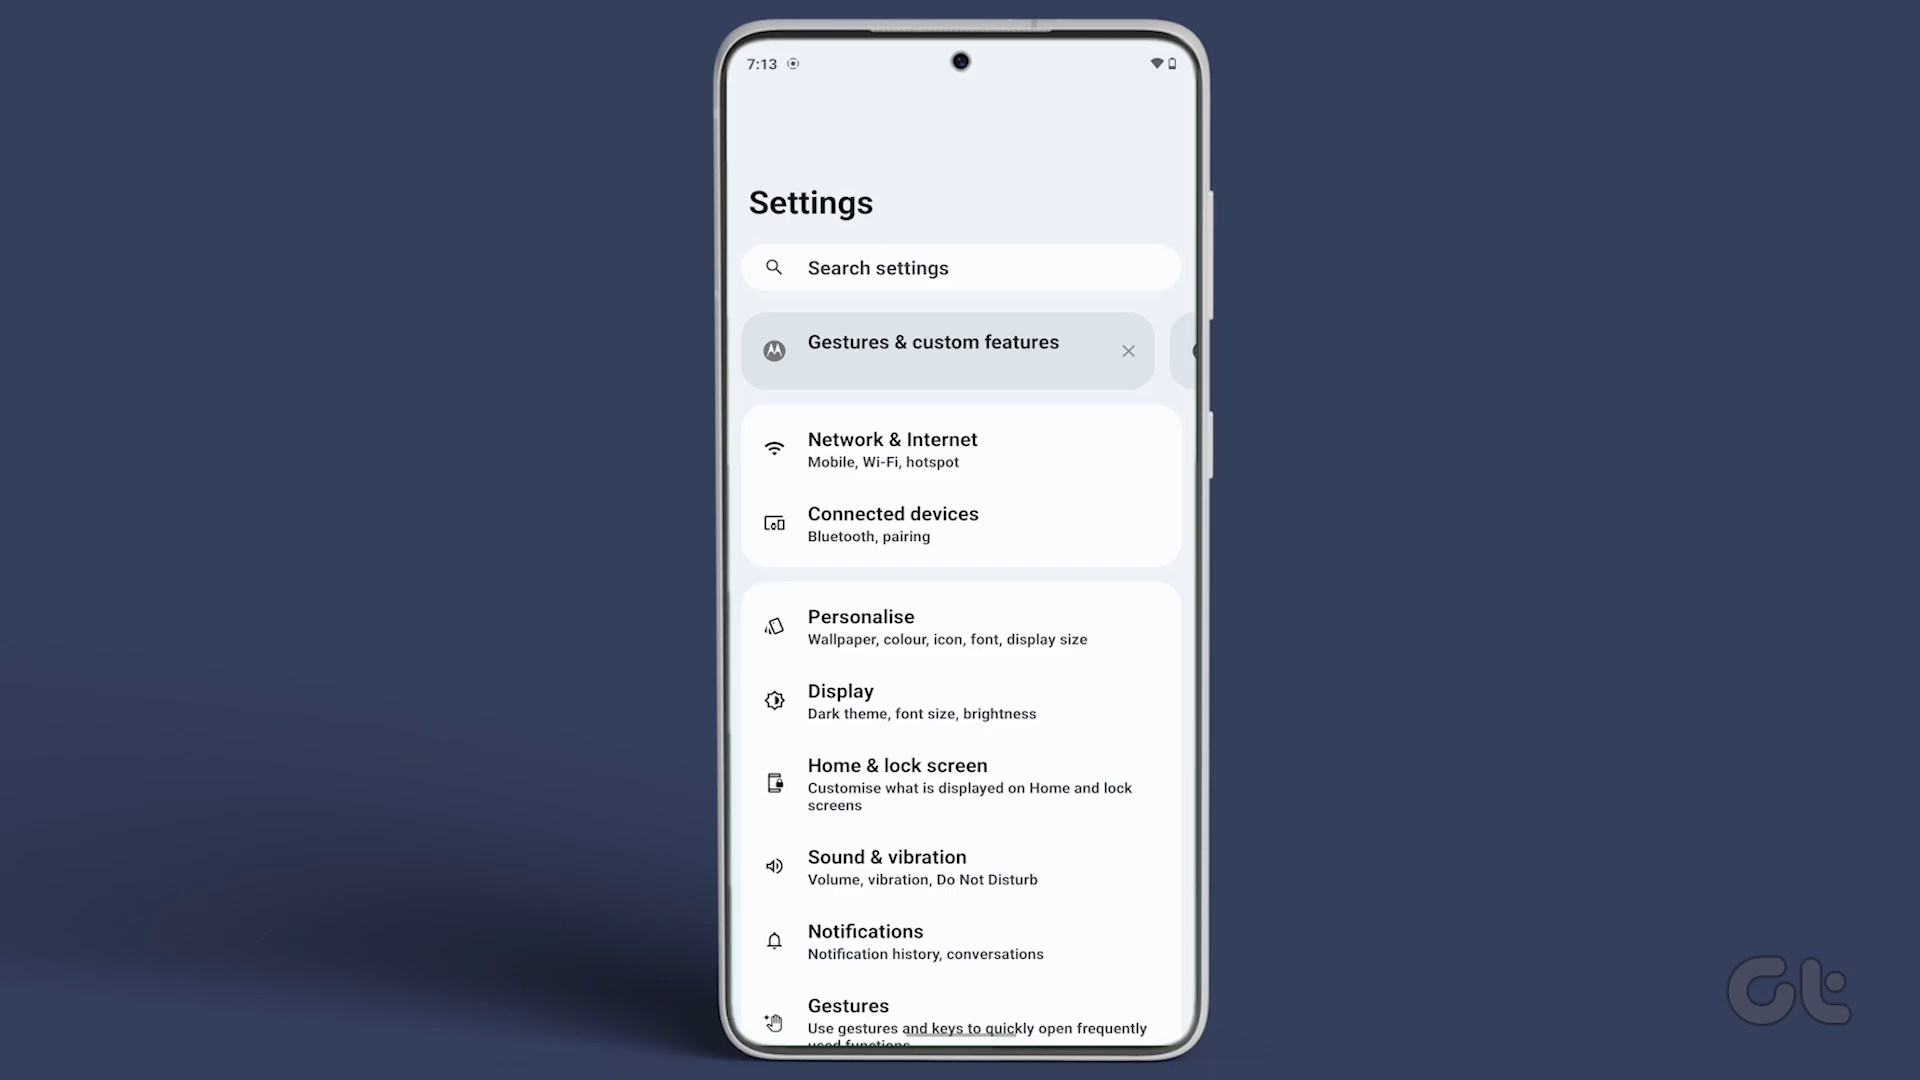 7:13
Settings
Search settings
Gestures & custom features
Network & Internet
Mobile, Wi-Fi, hotspot
Connected devices
Bluetooth, pairing
Personalise
Wallpaper, colour, icon, font, display size
Display
Dark theme, font size, brightness
Home & lock screen
Customise what is displayed on Home and lock
screens
Sound & vibration
Volume, vibration, Do Not Disturb
Notifications
Notification history, conversations
Gestures
Use gestures and keys to quickly open frequently
used functions
Gt